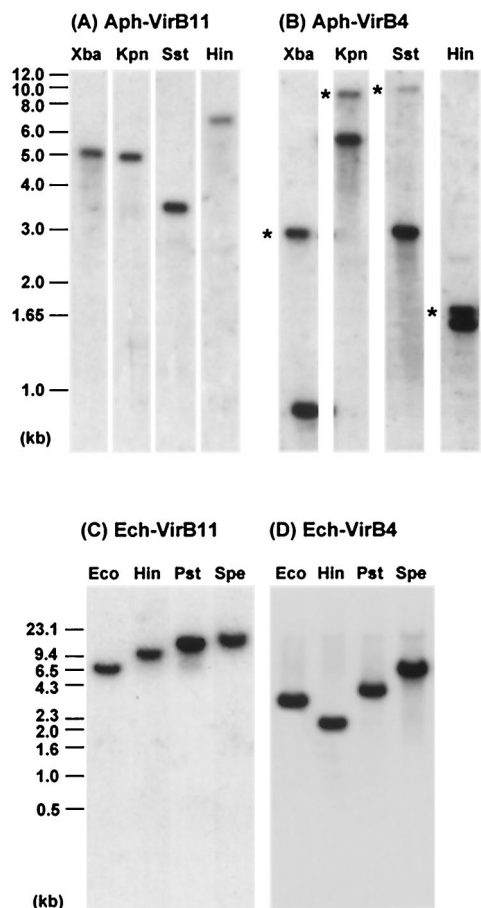 (A) Aph-VirB11
(B) Aph-VirB4
Xba Kpn Sst Hin
Xba Kpn Sst Hin
12.0
10.0
8.0
6.0
5.0
4.0
3.0
2.0
1.65
1.0
(kb)
*
*
*
*
(C) Ech-VirB11
(D) Ech-VirB4
Eco Hin Pst Spe
Eco Hin Pst Spe
23.1
9.4
6.5
4.3
2.3
2.0
1.6
1.0
0.5
(kb)